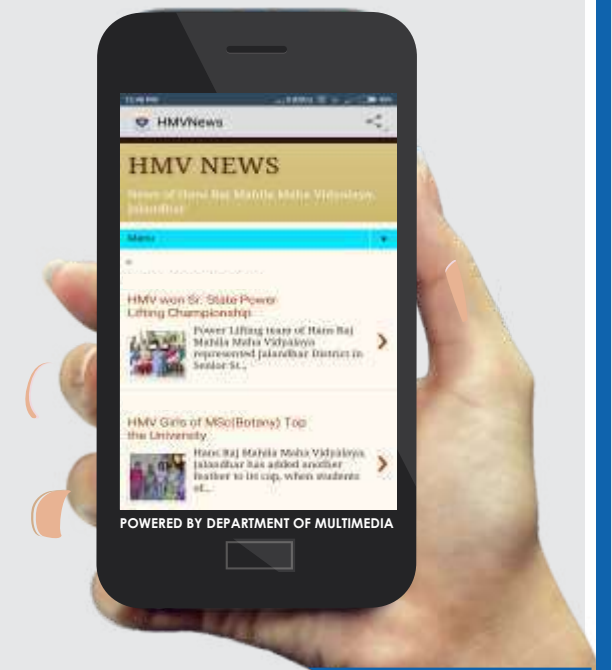 HMVNews
HMV NEWS
News of Hans Raj Mahila Maha Vidyalaya,
Jalandhar
Menu
HMV won Sr. State Power
Lifting Championship
Power Lifting team of Hans Raj
Mahila Maha Vidyalaya
represented Jalandhar District in
Senior St...
HMV Girls of MSc(Botany) Top
the University
Hans Raj Mahila Maha Vidyalaya,
Jalandhar has added another
feather to its cap, when students
of...
POWERED BY DEPARTMENT OF MULTIMEDIA